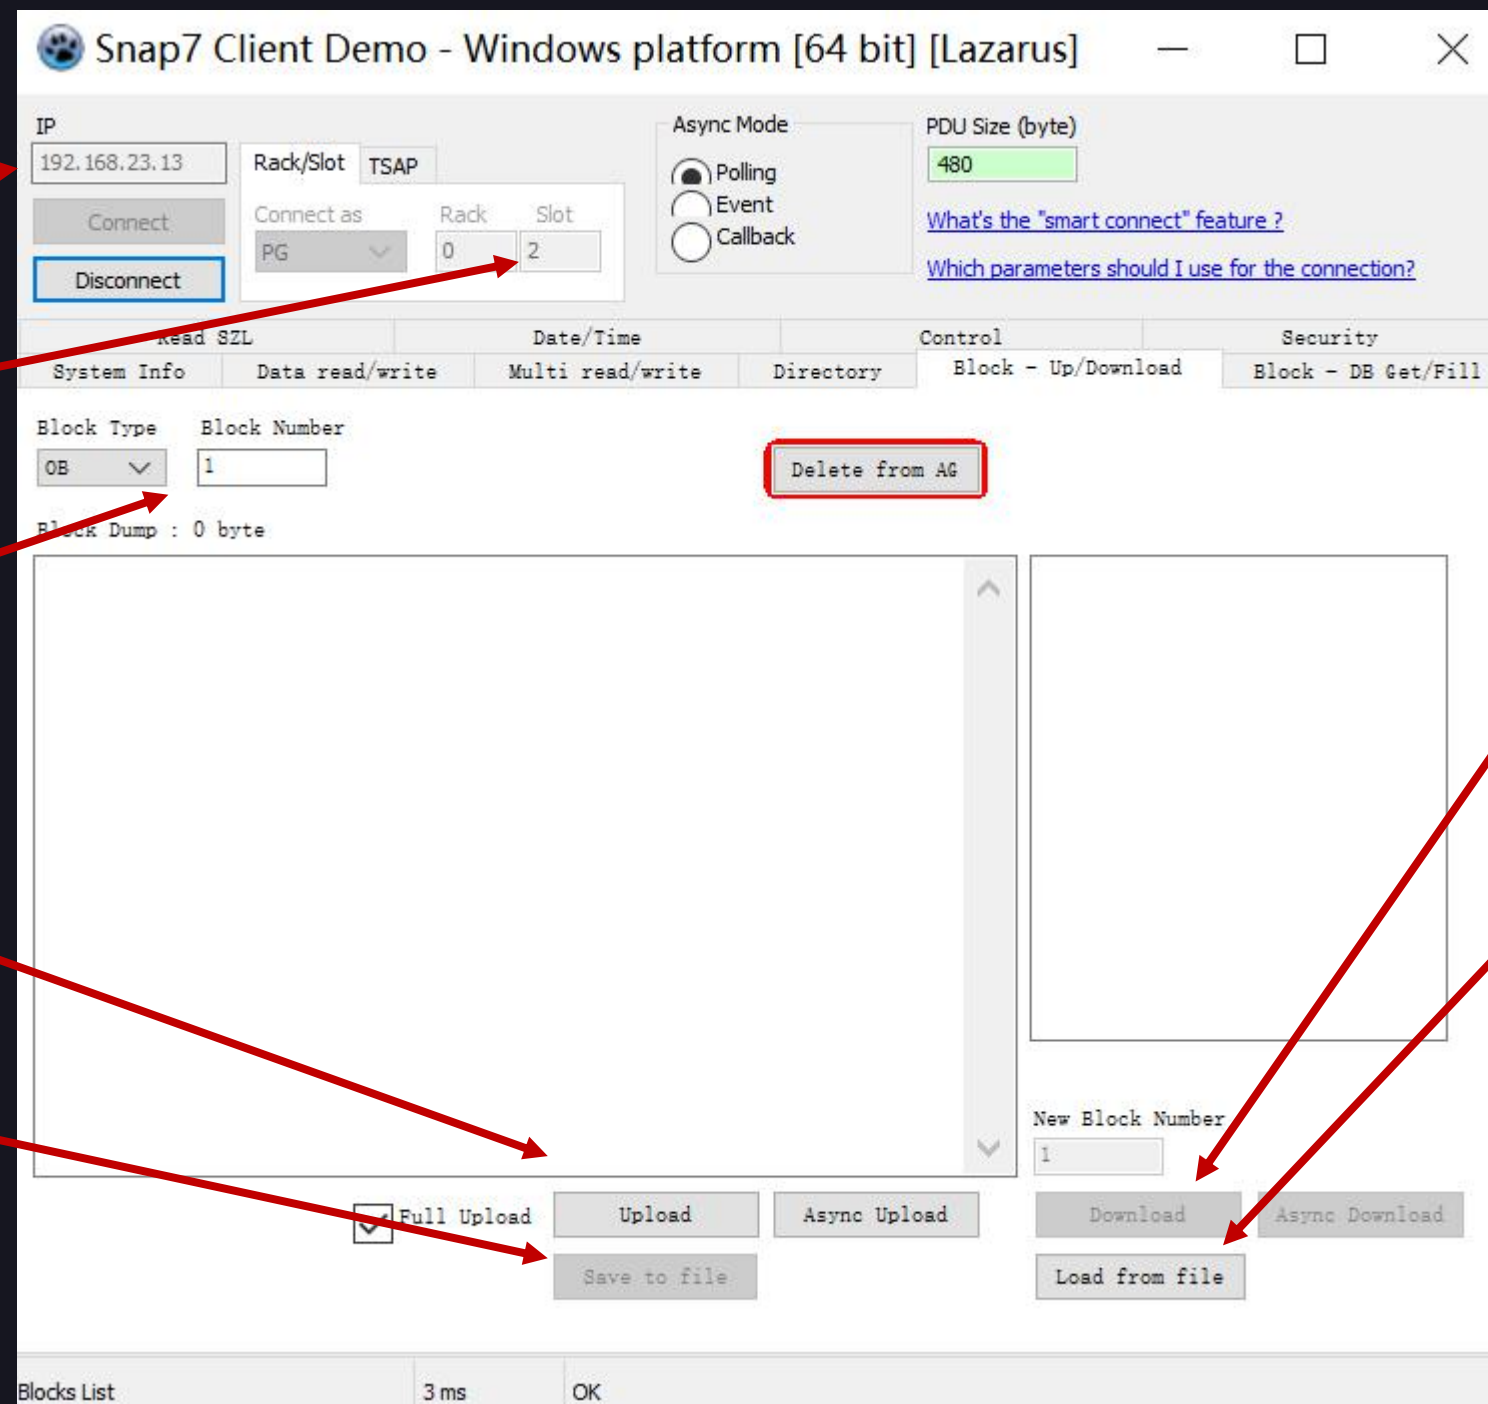 Snap7 Client Demo - Windows platform [64 bit] [Lazarus]
IP
192.168.23.13
Connect
Disconnect
Rack/Slot TSAP
Connect as Rack Slot
PG 0 2
Async Mode
Polling
Event
Callback
PDU Size (byte)
480
What's the "smart connect" feature ?
Which parameters should I use for the connection?
Read SZL Date/Time Control Security
System Info Data read/write Multi read/write Directory Block - Up/Download Block - DB Get/Fill
Block Type Block Number
OB 1
Delete from AG
Block Dump : 0 byte
New Block Number
1
Full Upload Upload Async Upload Download Async Download
Save to file Load from file
Blocks List 3 ms OK